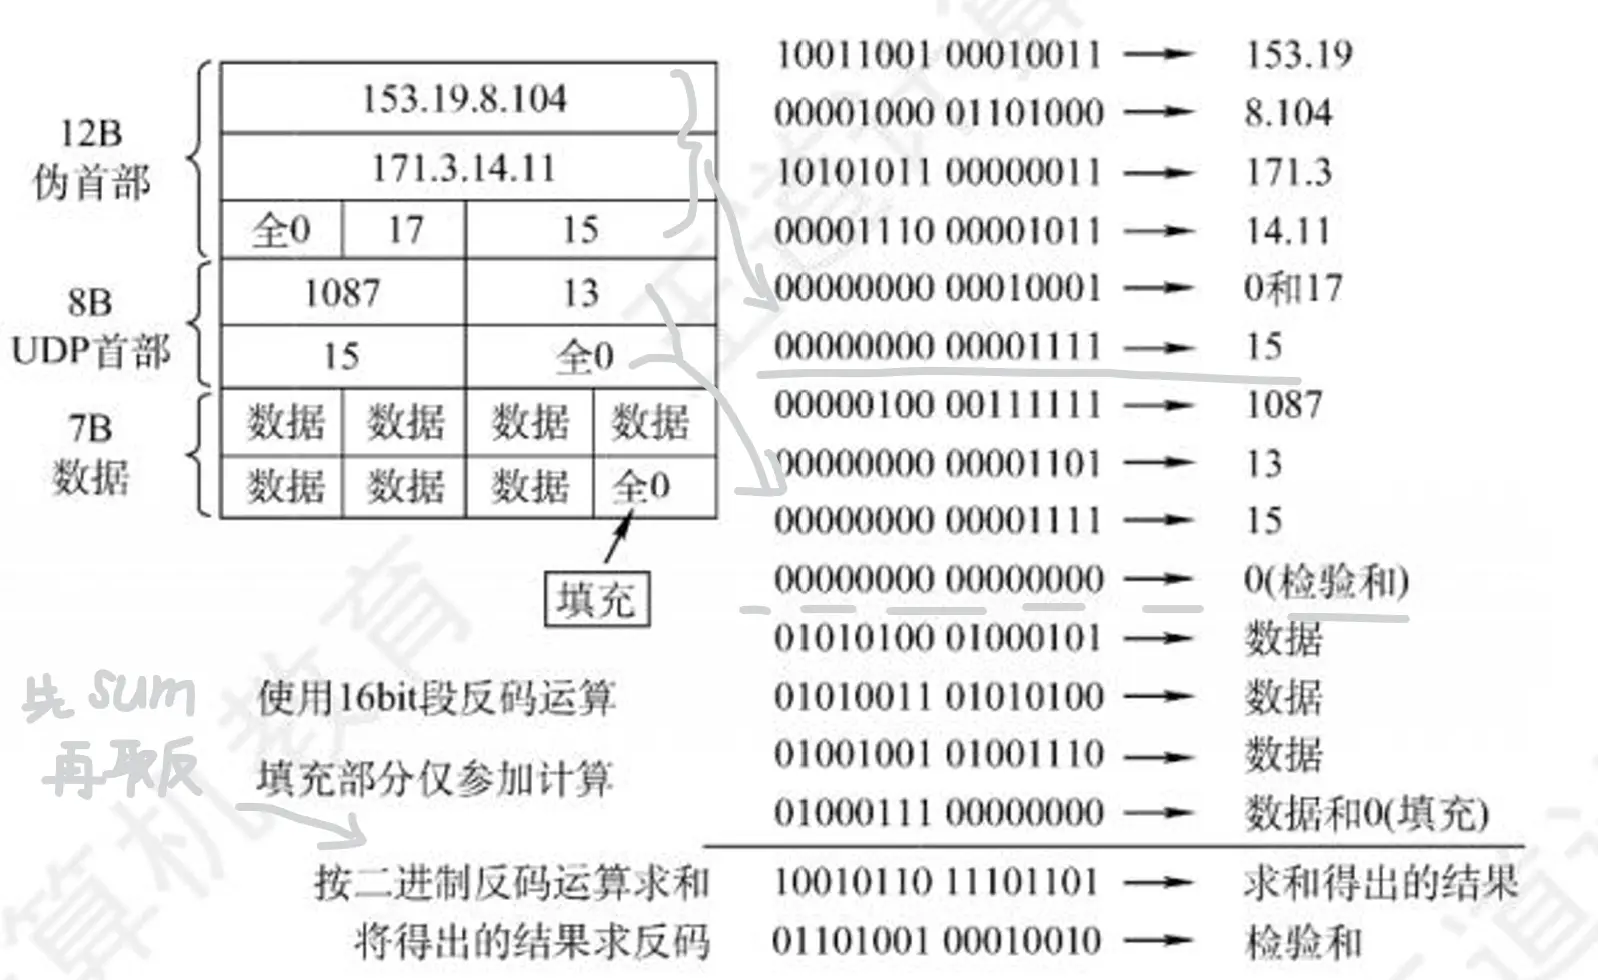 12B
伪首部
153.19.8.104
171.3.14.11
全0 17 15
8B
UDP首部
1087 13
15 全0
7B
数据
数据 数据 数据 数据
数据 数据 数据 全0
填充
先 sum
再取反
使用16bit段反码运算
填充部分仅参加计算
10011001 00010011 → 153.19
00001000 01101000 → 8.104
10101011 00000011 → 171.3
00001110 00001011 → 14.11
00000000 00010001 → 0和17
00000000 00001111 → 15
00000100 00111111 → 1087
00000000 00001101 → 13
00000000 00001111 → 15
00000000 00000000 → 0(检验和)
01010100 01000101 → 数据
01010011 01010100 → 数据
01001001 01001110 → 数据
01000111 00000000 → 数据和0(填充)
按二进制反码运算求和 10010110 11101101 → 求和得出的结果
将得出的结果求反码 01101001 00010010 → 检验和